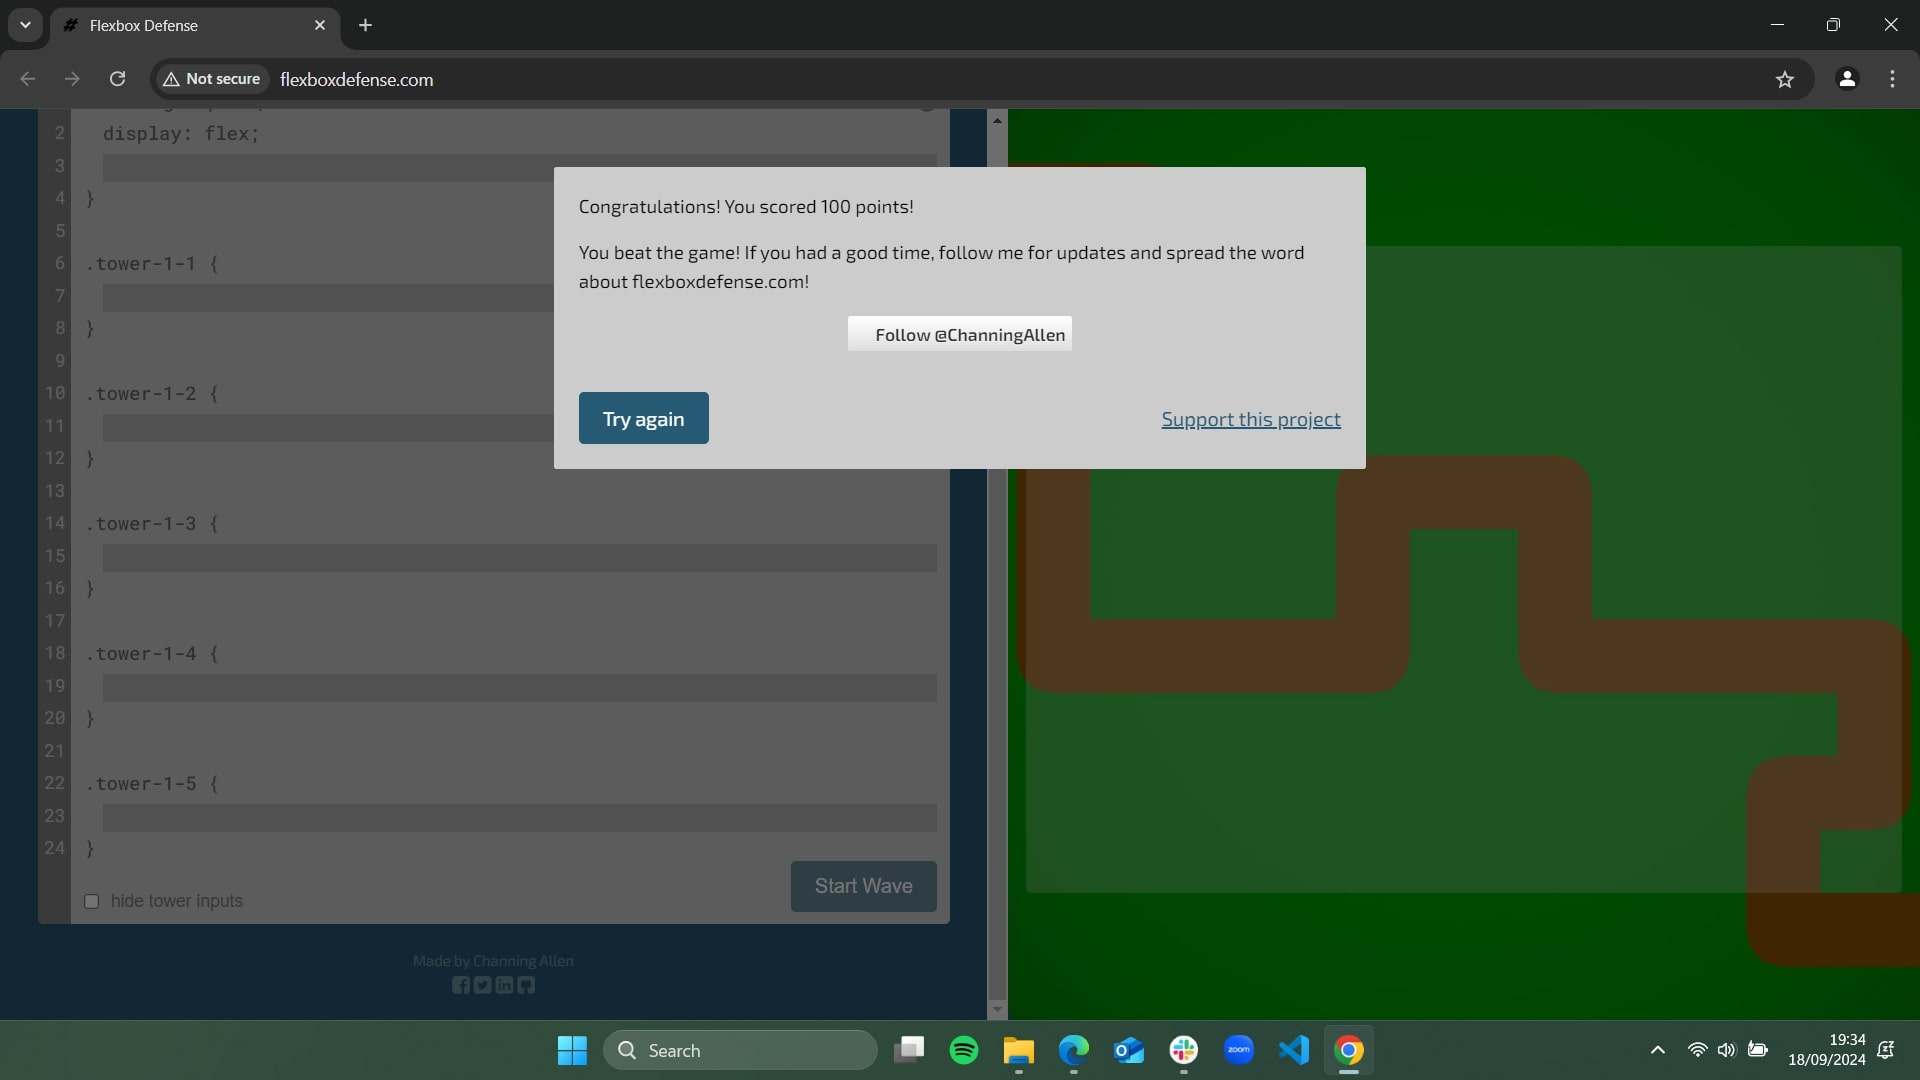 Flexbox Defense
Not secure
flexboxdefense.com
2
display: flex;
3
4
}
5
6
.tower-1-1 {
7
8
}
9
10
.tower-1-2 {
11
12
}
13
14
.tower-1-3 {
15
16
}
17
18
.tower-1-4 {
19
20
}
21
22
.tower-1-5 {
23
24
}
hide tower inputs
Start Wave
Made by Channing Allen
Congratulations! You scored 100 points!
You beat the game! If you had a good time, follow me for updates and spread the word
about flexboxdefense.com!
Follow @ChanningAllen
Try again
Support this project
Search
zoom
19:34
18/09/2024